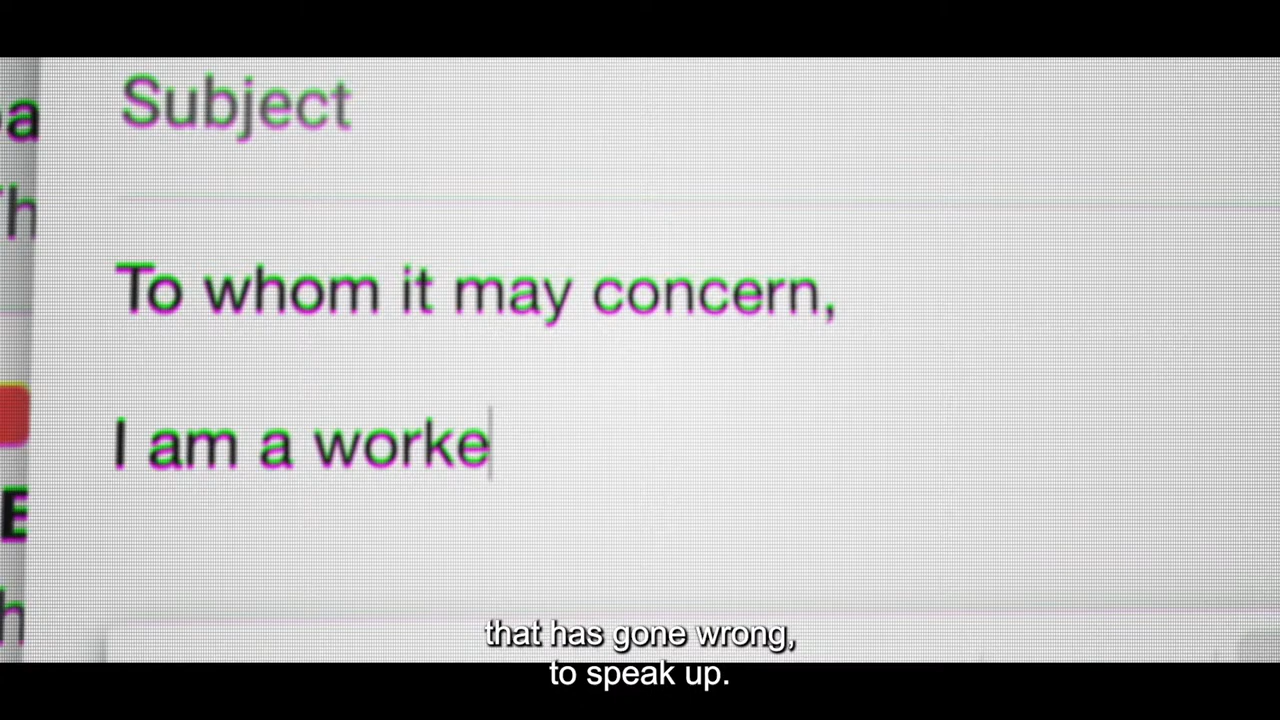 Subject
To whom it may concern,
I am a worke
that has gone wrong,
to speak up.